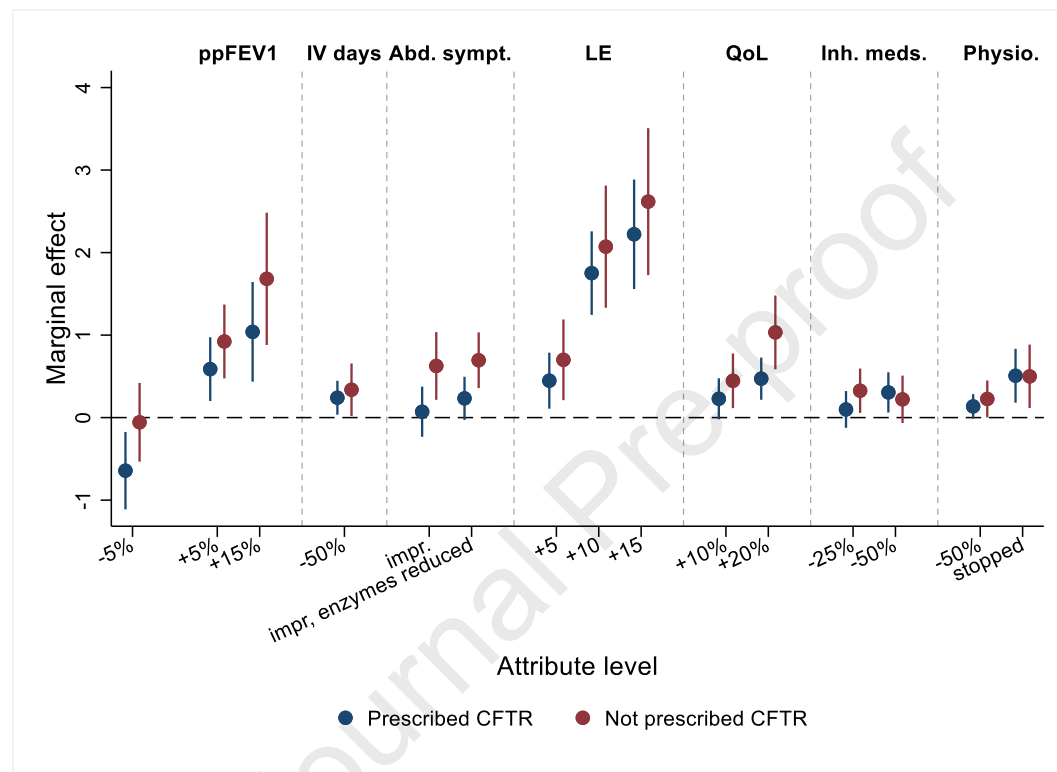 ppFEV1 IV days Abd. sympt. LE QoL Inh. meds. Physio.
4
3
2
1
0
-1
Marginal effect
-5% +5% +15% -50% impr. impr, enzymes reduced +5 +10 +15 +10% +20% -25% -50% -50% stopped
Attribute level
Prescribed CFTR Not prescribed CFTR
Journal Pre-proof